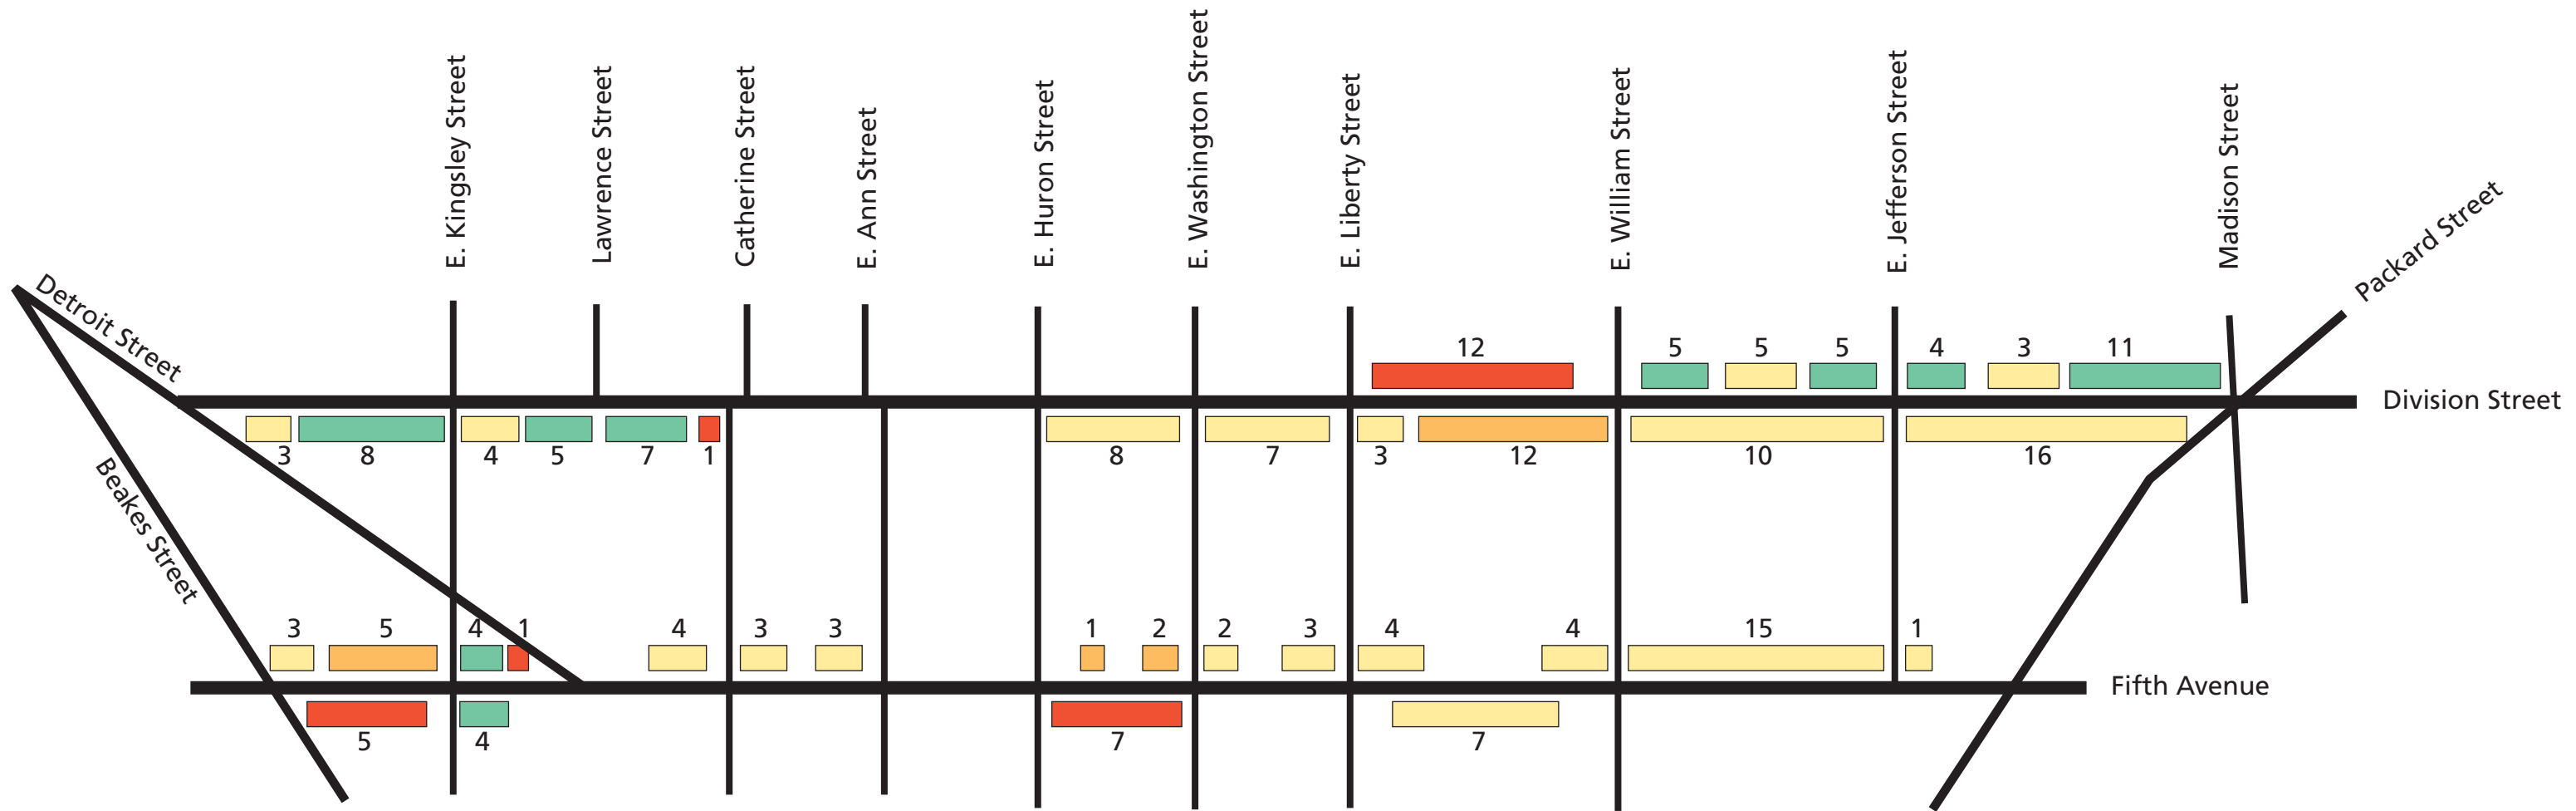 E. Kingsley Street
Lawrence Street
Catherine Street
E. Ann Street
E. Huron Street
E. Washington Street
E. Liberty Street
E. William Street
E. Jefferson Street
Madison Street
Packard Street
Detroit Street
Beakes Street
12 5 5 5 4 3 11
Division Street
3 8 4 5 7 1 8 7 3 12 10 16
3 5 4 1 4 3 3 1 2 2 3 4 4 15 1
Fifth Avenue
5 4 7 7